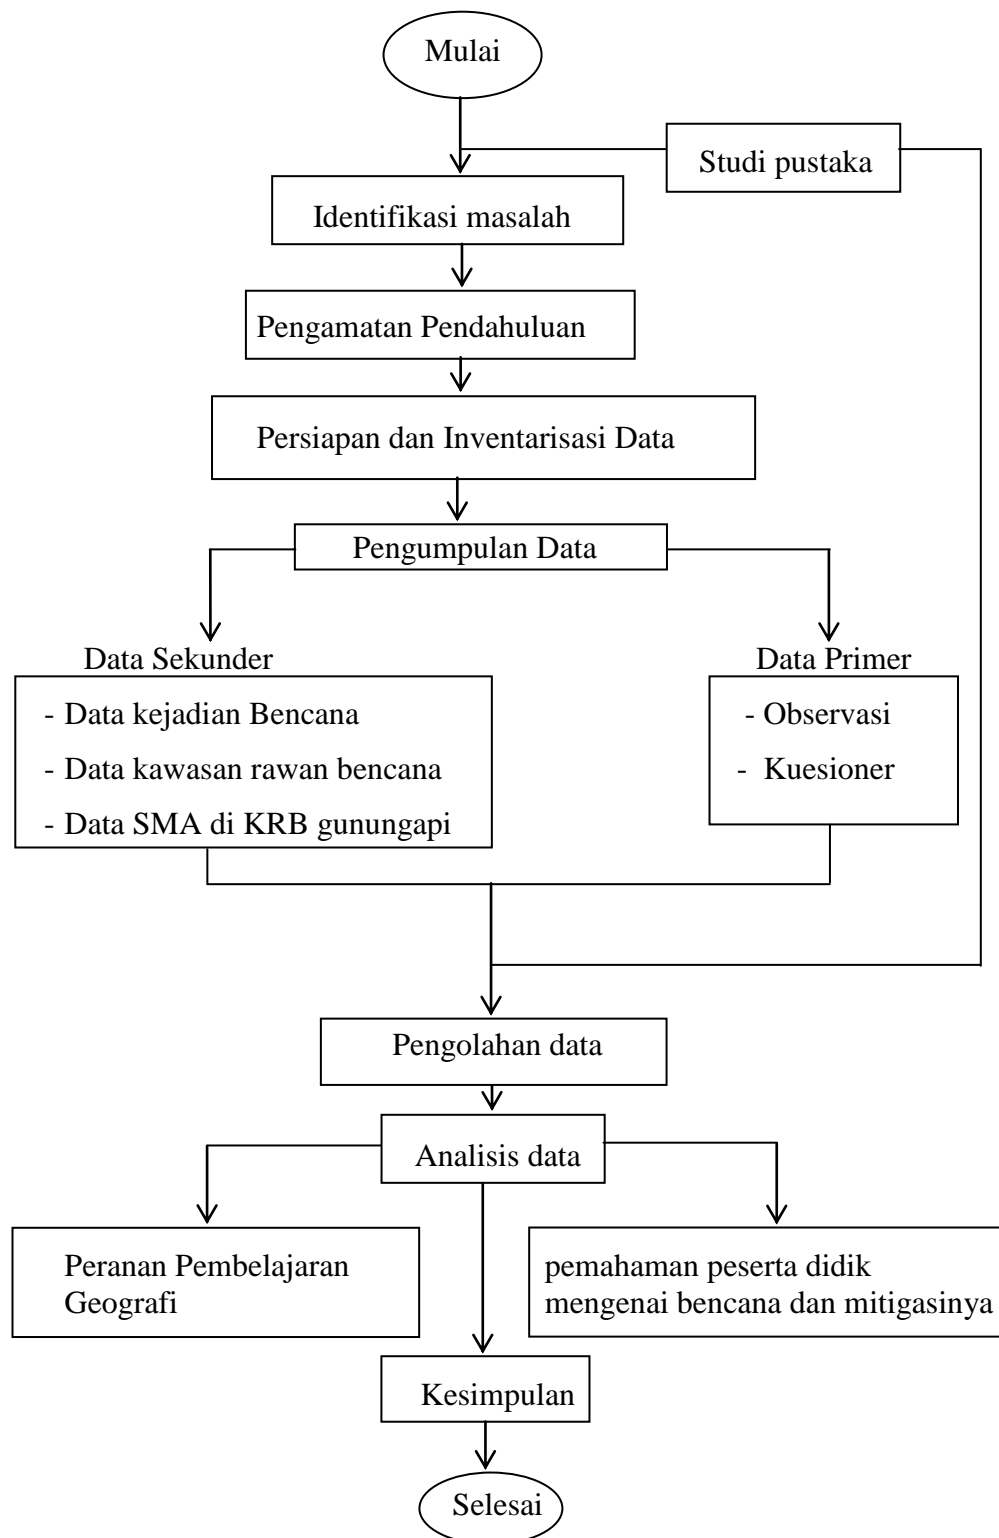 Mulai
Studi pustaka
Identifikasi masalah
Pengamatan Pendahuluan
Persiapan dan Inventarisasi Data
Pengumpulan Data
Data Sekunder
- Data kejadian Bencana
- Data kawasan rawan bencana
- Data SMA di KRB gunungapi
Data Primer
- Observasi
- Kuesioner
Pengolahan data
Analisis data
Peranan Pembelajaran
Geografi
pemahaman peserta didik
mengenai bencana dan mitigasinya
Kesimpulan
Selesai